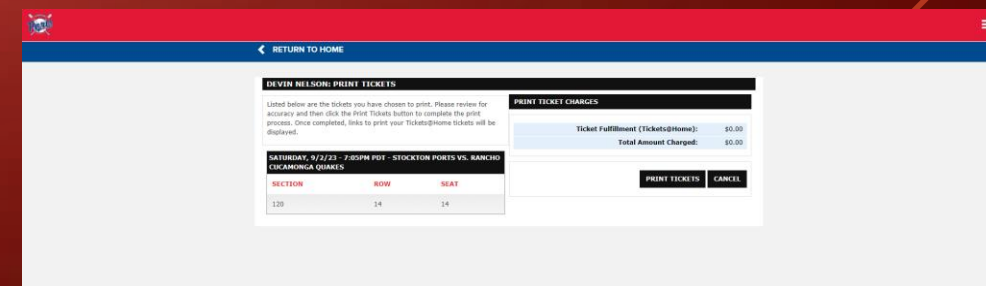 RETURN TO HOME
DEVIN NELSON: PRINT TICKETS
Listed below are the tickets you have chosen to print. Please review for
accuracy and then click the Print Tickets button to complete the print
process. Once completed, links to print your Tickets@Home tickets will be
displayed.
SATURDAY, 9/2/23 - 7:05PM PDT - STOCKTON PORTS VS. RANCHO
CUCAMONGA QUAKES
SECTION ROW SEAT
120 14 14
PRINT TICKET CHARGES
Ticket Fulfillment (Tickets@Home): $0.00
Total Amount Charged: $0.00
PRINT TICKETS CANCEL